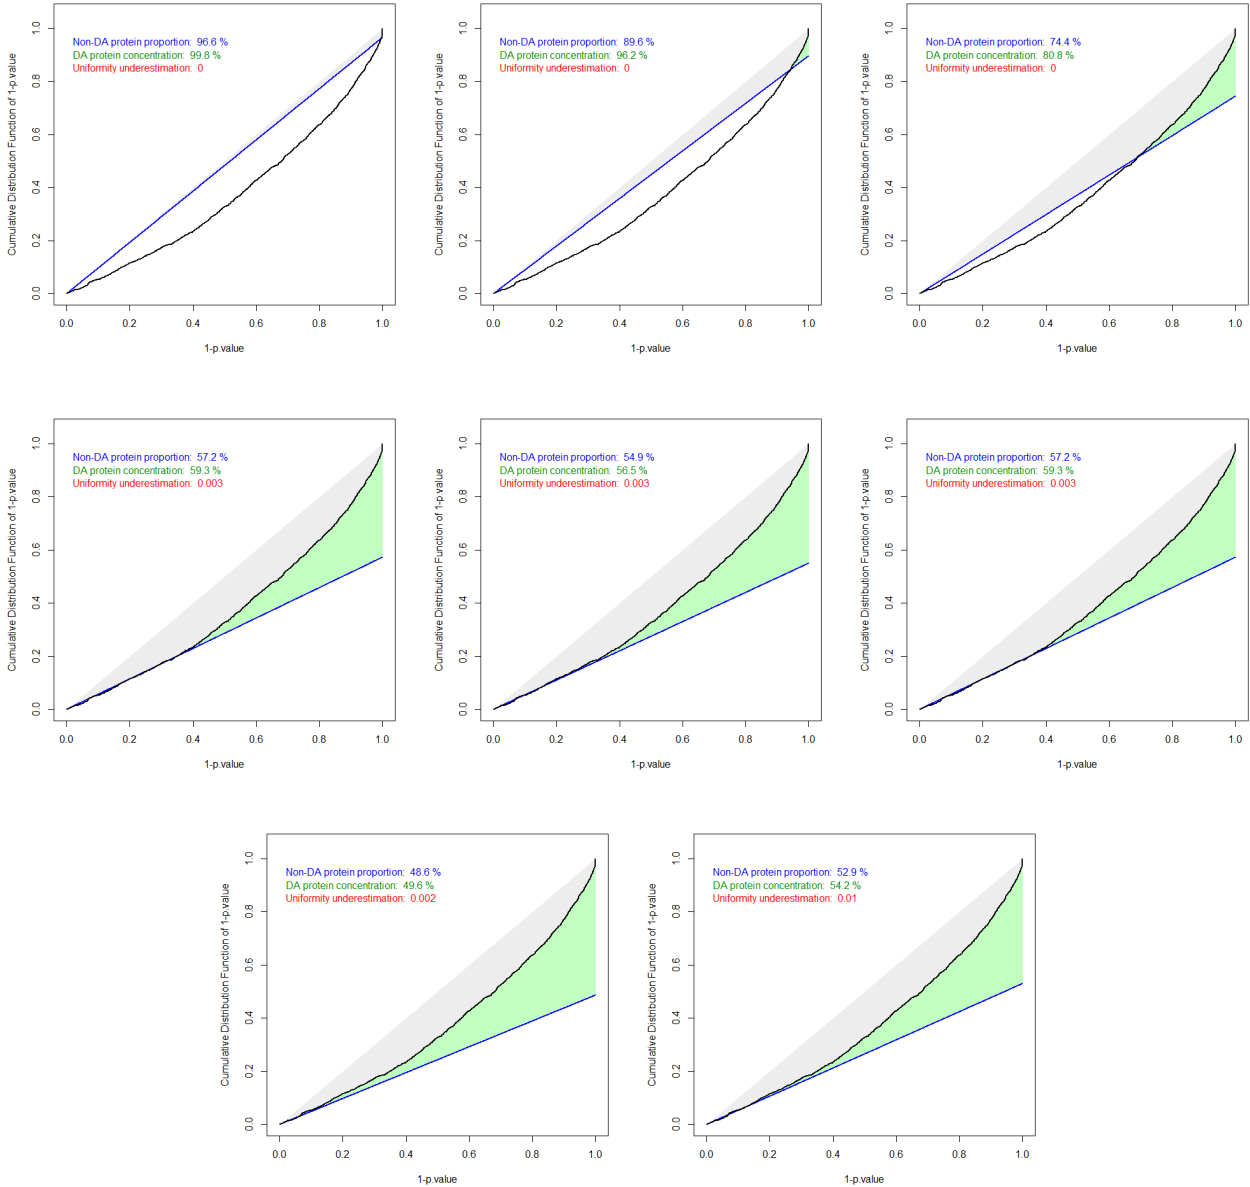 Non-DA protein proportion: 96.6 %
DA protein concentration: 99.8 %
Uniformity underestimation: 0
Cumulative Distribution Function of 1-p.value
0.0 0.2 0.4 0.6 0.8 1.0
0.0 0.2 0.4 0.6 0.8 1.0
1-p.value
Non-DA protein proportion: 89.6 %
DA protein concentration: 96.2 %
Uniformity underestimation: 0
Cumulative Distribution Function of 1-p.value
0.0 0.2 0.4 0.6 0.8 1.0
0.0 0.2 0.4 0.6 0.8 1.0
1-p.value
Non-DA protein proportion: 74.4 %
DA protein concentration: 80.8 %
Uniformity underestimation: 0
Cumulative Distribution Function of 1-p.value
0.0 0.2 0.4 0.6 0.8 1.0
0.0 0.2 0.4 0.6 0.8 1.0
1-p.value
Non-DA protein proportion: 57.2 %
DA protein concentration: 59.3 %
Uniformity underestimation: 0.003
Cumulative Distribution Function of 1-p.value
0.0 0.2 0.4 0.6 0.8 1.0
0.0 0.2 0.4 0.6 0.8 1.0
1-p.value
Non-DA protein proportion: 54.9 %
DA protein concentration: 56.5 %
Uniformity underestimation: 0.003
Cumulative Distribution Function of 1-p.value
0.0 0.2 0.4 0.6 0.8 1.0
0.0 0.2 0.4 0.6 0.8 1.0
1-p.value
Non-DA protein proportion: 57.2 %
DA protein concentration: 59.3 %
Uniformity underestimation: 0.003
Cumulative Distribution Function of 1-p.value
0.0 0.2 0.4 0.6 0.8 1.0
0.0 0.2 0.4 0.6 0.8 1.0
1-p.value
Non-DA protein proportion: 48.6 %
DA protein concentration: 49.6 %
Uniformity underestimation: 0.002
Cumulative Distribution Function of 1-p.value
0.0 0.2 0.4 0.6 0.8 1.0
0.0 0.2 0.4 0.6 0.8 1.0
1-p.value
Non-DA protein proportion: 52.9 %
DA protein concentration: 54.2 %
Uniformity underestimation: 0.01
Cumulative Distribution Function of 1-p.value
0.0 0.2 0.4 0.6 0.8 1.0
0.0 0.2 0.4 0.6 0.8 1.0
1-p.value